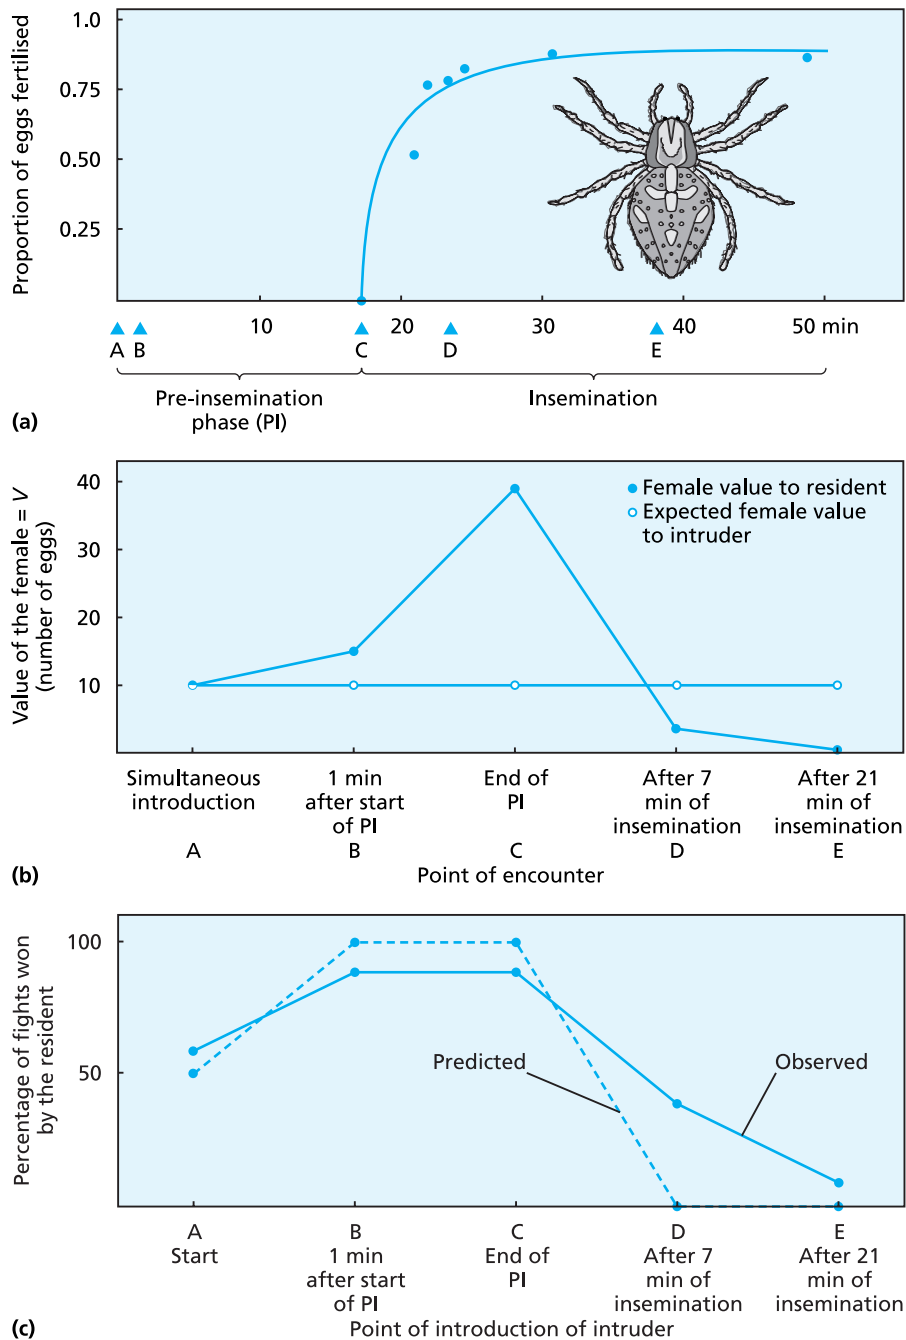 1.0
0.75
0.50
0.25
Proportion of eggs fertilised
10 20 30 40 50 min
A B C D E
Pre-insemination
phase (PI)
Insemination
(a)
40
30
20
10
Value of the female = V
(number of eggs)
Female value to resident
Expected female value
to intruder
Simultaneous
introduction
A
1 min
after start
of PI
B
End of
PI
C
After 7
min of
insemination
D
After 21
min of
insemination
E
Point of encounter
(b)
100
50
Percentage of fights won
by the resident
Predicted
Observed
A
Start
B
1 min
after start
of PI
C
End of
PI
D
After 7
min of
insemination
E
After 21
min of
insemination
Point of introduction of intruder
(c)